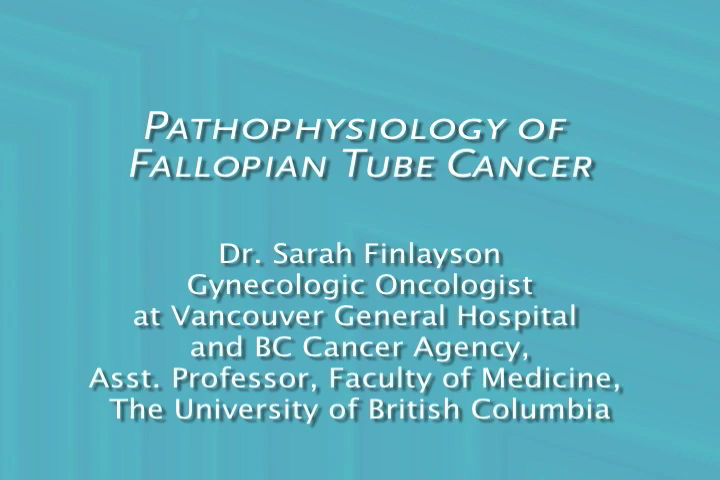 Pathophysiology of
Fallopian Tube Cancer
Dr. Sarah Finlayson
Gynecologic Oncologist
at Vancouver General Hospital
and BC Cancer Agency,
Asst. Professor, Faculty of Medicine,
The University of British Columbia